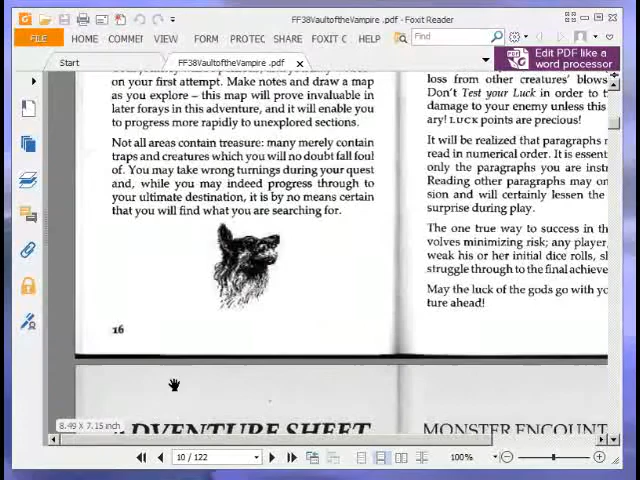 FF38VaultoftheVampire .pdf - Foxit Reader
FILE HOME COMMEI VIEW FORM PROTEC SHARE FOXIT C HELP Find
Start FF38VaultoftheVampire .pdf
Edit PDF like a
word processor
on your first attempt. Make notes and draw a map
as you explore – this map will prove invaluable in
later forays in this adventure, and it will enable you
to progress more rapidly to unexplored sections.
Not all areas contain treasure: many merely contain
traps and creatures which you will no doubt fall foul
of. You may take wrong turnings during your quest
and, while you may indeed progress through to
your ultimate destination, it is by no means certain
that you will find what you are searching for.
16
loss from other creatures' blows
Don't Test your Luck in order to
damage to your enemy unless this
ary! LUCK points are precious!
It will be realized that paragraphs
read in numerical order. It is essent
only the paragraphs you are inst
Reading other paragraphs may on
sion and will certainly lessen the
surprise during play.
The one true way to success in th
volves minimizing risk; any player,
weak his or her initial dice rolls, s
struggle through to the final achieve
May the luck of the gods go with yo
ture ahead!
ADVENTURE SHEET
MONSTER ENCOUNT
8.49 x 7.15 inch
10 / 122
100%